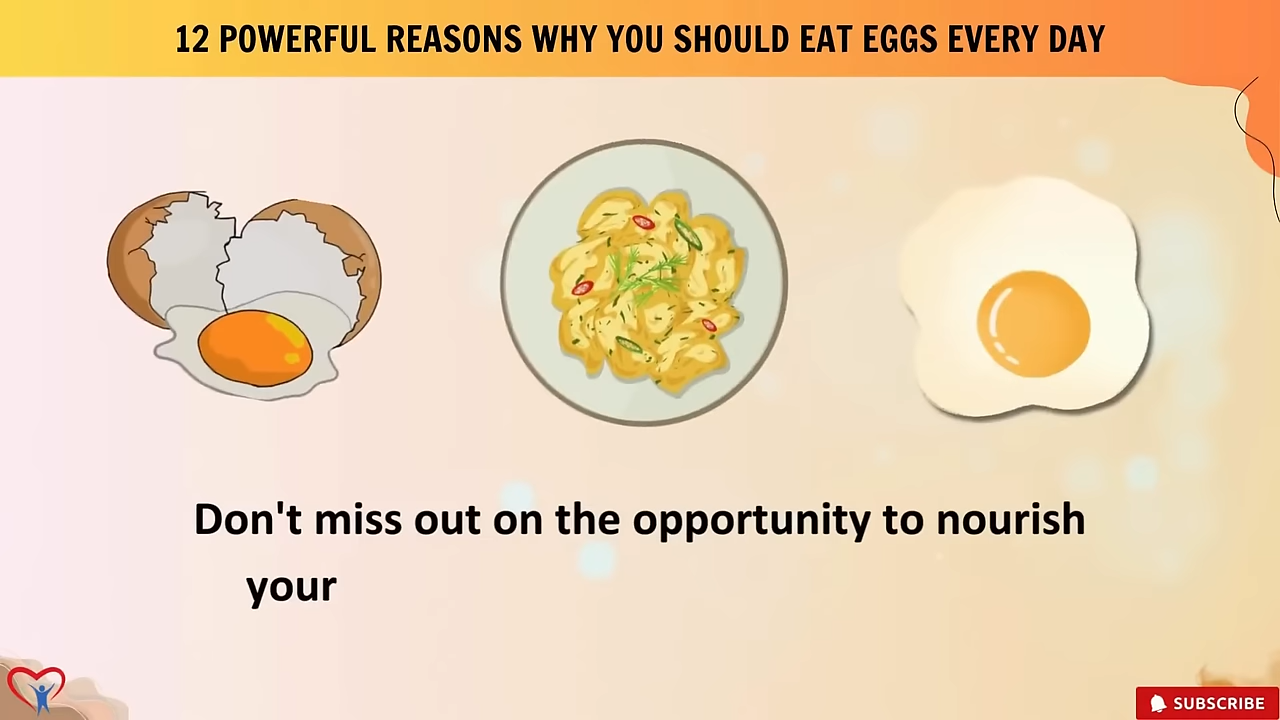 12 POWERFUL REASONS WHY YOU SHOULD EAT EGGS EVERY DAY
Don't miss out on the opportunity to nourish
your
SUBSCRIBE